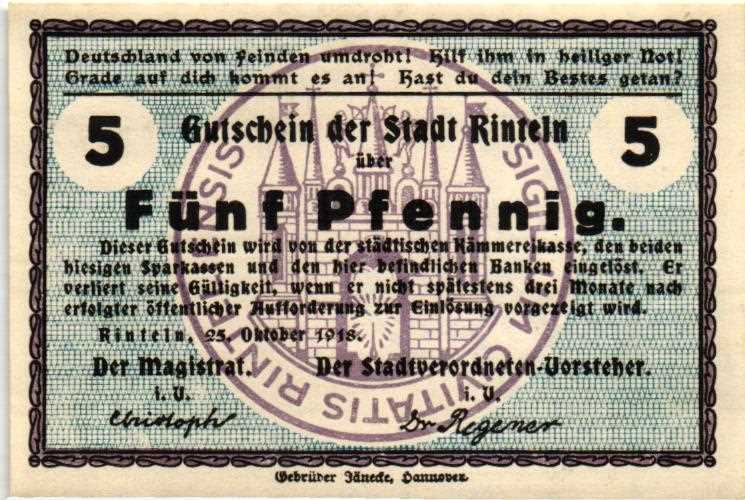 Deutschland von Feinden umdroht! Hilf ihm in heiliger Not!
Grade auf dich kommt es an! Hast du dein Bestes getan?
5 Gutschein der Stadt Rinteln 5
über
Fünf Pfennig.
Dieser Gutschein wird von der städtischen Kämmereikasse, den beiden
hiesigen Sparkassen und den hier befindlichen Banken eingelöst. Er
verliert seine Gültigkeit, wenn er nicht spätestens drei Monate nach
erfolgter öffentlicher Aufforderung zur Einlösung vorgezeigt wird.
Rinteln, 25. Oktober 1918.
Der Magistrat. Der Stadtverordneten-Vorsteher.
i. V. i. V.
Christoph Dr Regener
Gebrüder Jänecke, Hannover.
SIGILLUM CIVITATIS RINTELENSIS